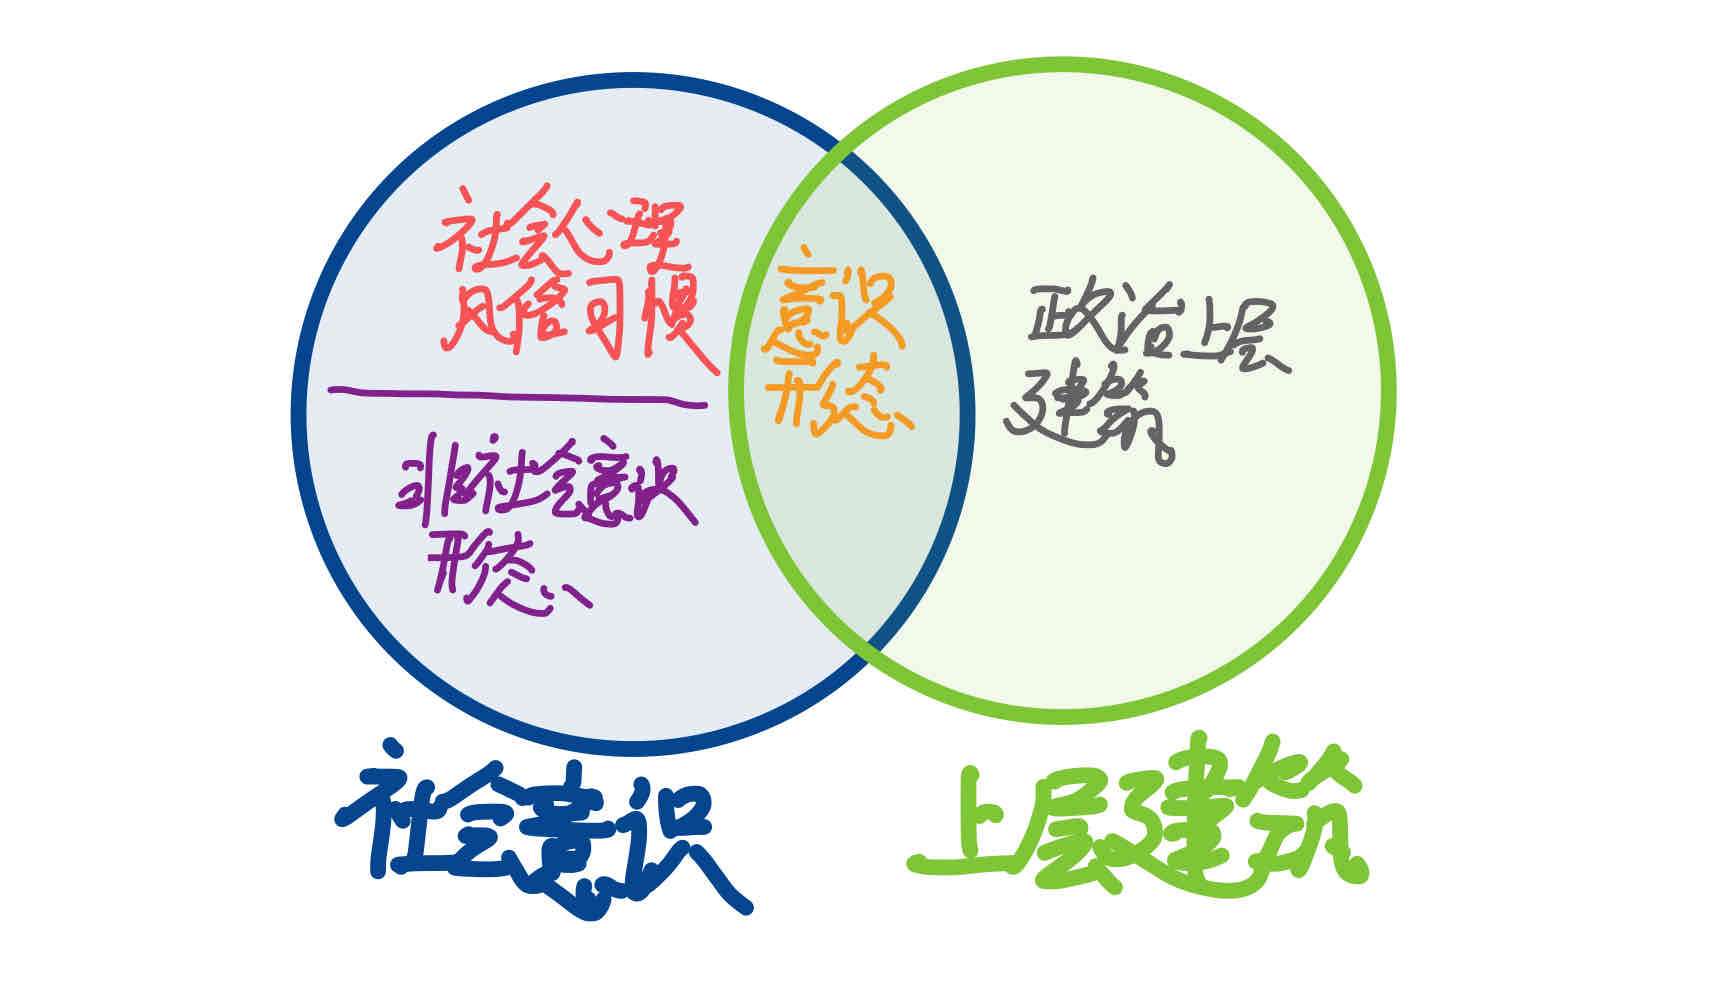 社会心理
风俗习惯
非社会意识
形态
意识
形态
政治上层
建筑
社会意识
上层建筑